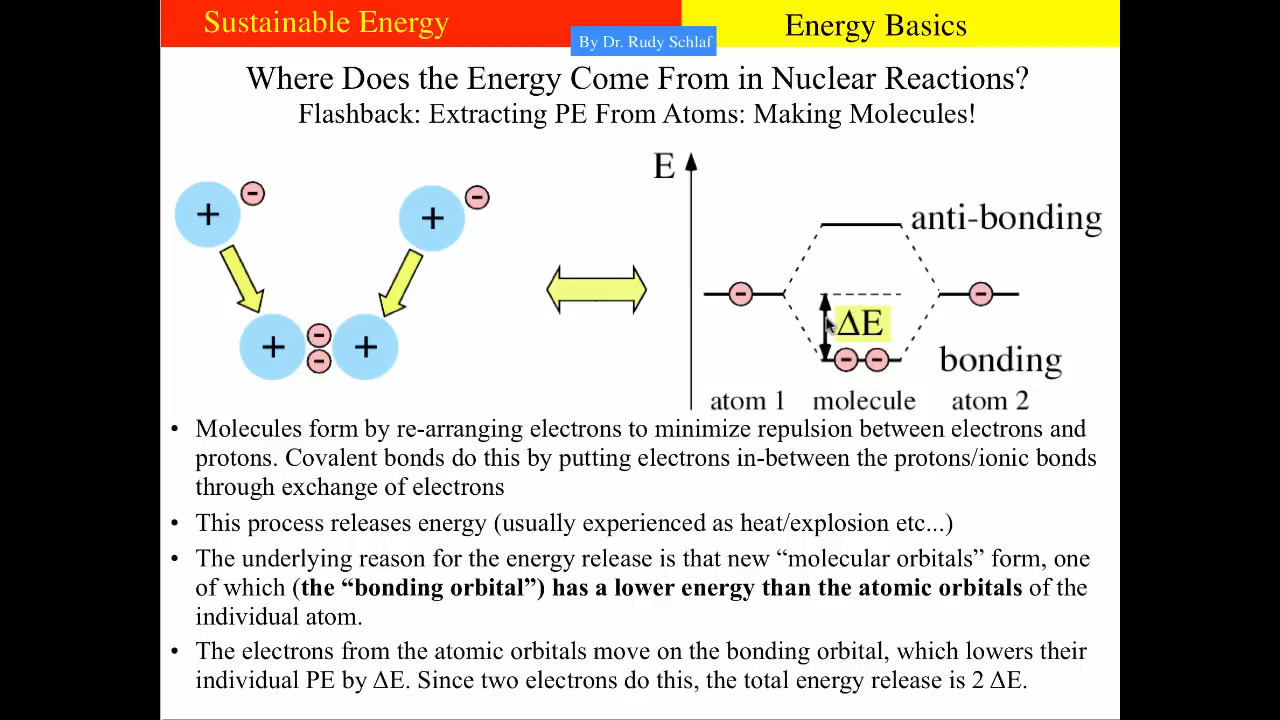 Sustainable Energy
Energy Basics
By Dr. Rudy Schlaf
Where Does the Energy Come From in Nuclear Reactions?
Flashback: Extracting PE From Atoms: Making Molecules!
+ -
+ -
+ - - +
E
anti-bonding
- -
ΔE
- -
bonding
atom 1 molecule atom 2
• Molecules form by re-arranging electrons to minimize repulsion between electrons and
protons. Covalent bonds do this by putting electrons in-between the protons/ionic bonds
through exchange of electrons
• This process releases energy (usually experienced as heat/explosion etc...)
• The underlying reason for the energy release is that new “molecular orbitals” form, one
of which (the “bonding orbital”) has a lower energy than the atomic orbitals of the
individual atom.
• The electrons from the atomic orbitals move on the bonding orbital, which lowers their
individual PE by ΔE. Since two electrons do this, the total energy release is 2 ΔE.